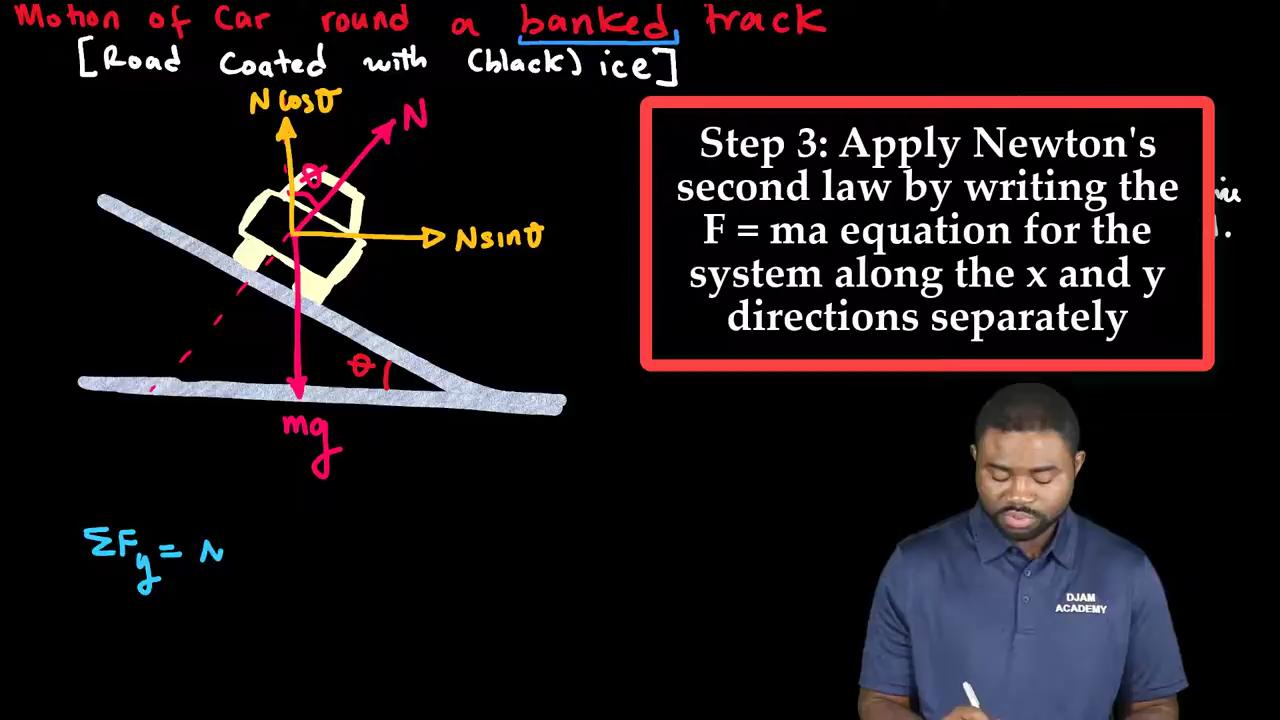 Motion of Car round a banked track
[Road coated with (black) ice]
N cosθ
N
θ
N sinθ
θ
mg
ΣFy = N
Step 3: Apply Newton's
second law by writing the
F = ma equation for the
system along the x and y
directions separately
DJAM
ACADEMY